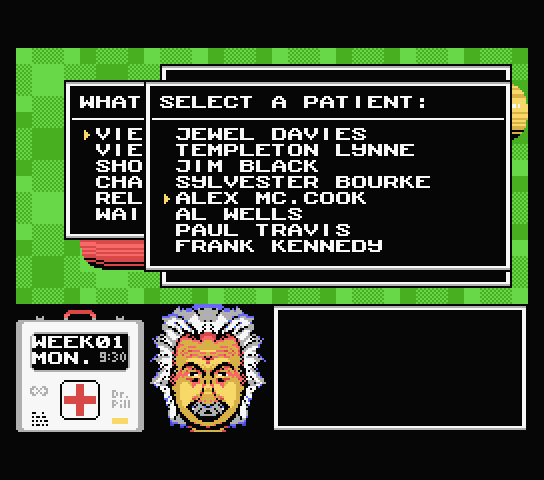 WHAT
VIE
VIE
SHO
CHA
REL
WAI
SELECT A PATIENT:
JEWEL DAVIES
TEMPLETON LYNNE
JIM BLACK
SYLVESTER BOURKE
ALEX MC.COOK
AL WELLS
PAUL TRAVIS
FRANK KENNEDY
WEEK01
MON. 9:30
Dr.
Pill